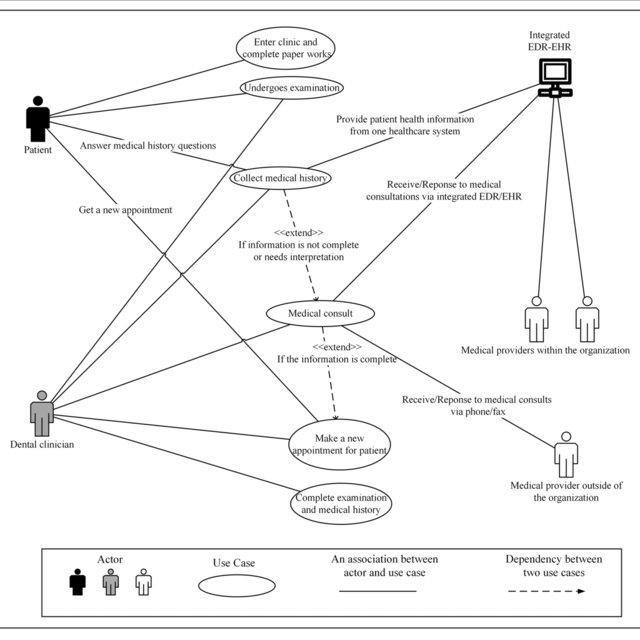 Enter clinic and
complete paper works
Integrated
EDR-EHR
Undergoes examination
Provide patient health information
from one healthcare system
Patient
Answer medical history questions
Collect medical history
Receive/Reponse to medical
consultations via integrated EDR/EHR
Get a new appointment
<<extend>>
If information is not complete
or needs interpretation
Medical consult
<<extend>>
If the information is complete
Medical providers within the organization
Receive/Reponse to medical consults
via phone/fax
Dental clinician
Make a new
appointment for patient
Medical provider outside of
the organization
Complete examination
and medical history
Actor
Use Case
An association between
actor and use case
Dependency between
two use cases